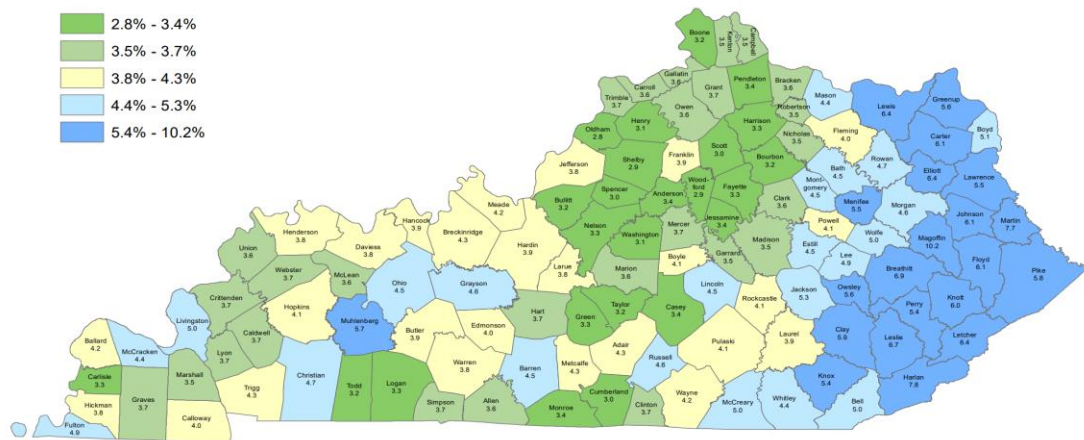 2.8% - 3.4%
3.5% - 3.7%
3.8% - 4.3%
4.4% - 5.3%
5.4% - 10.2%
Boone
3.2
Kenton
3.5
Campbell
3.5
Gallatin
3.6
Carroll
3.6
Trimble
3.7
Grant
3.7
Pendleton
3.4
Bracken
3.6
Mason
4.4
Robertson
3.5
Lewis
6.4
Greenup
5.6
Boyd
5.1
Carter
6.1
Owen
3.6
Henry
3.1
Oldham
2.8
Harrison
3.3
Nicholas
3.5
Fleming
4.0
Rowan
4.7
Elliott
6.4
Lawrence
5.5
Jefferson
3.8
Shelby
2.9
Franklin
3.9
Scott
3.0
Bourbon
3.2
Bath
4.5
Mont-
gomery
4.5
Menifee
5.5
Morgan
4.6
Johnson
6.1
Martin
7.7
Bullitt
3.2
Spencer
3.0
Anderson
3.4
Wood-
ford
2.9
Fayette
3.3
Clark
3.6
Powell
4.1
Wolfe
5.0
Magoffin
10.2
Floyd
6.1
Pike
5.8
Meade
4.2
Hancock
3.9
Breckinridge
4.3
Hardin
3.9
Nelson
3.3
Washington
3.1
Mercer
3.7
Jessamine
3.4
Madison
3.5
Estill
4.5
Lee
4.9
Breathitt
6.9
Knott
6.0
Henderson
3.8
Daviess
3.8
Union
Webster
3.7
McLean
3.6
Ohio
4.5
Grayson
4.6
Larue
3.8
Marion
3.6
Boyle
4.1
Garrard
3.5
Lincoln
4.5
Rockcastle
4.1
Jackson
5.3
Owsley
5.6
Perry
5.4
Letcher
6.4
Crittenden
3.7
Hopkins
4.1
Muhlenberg
5.7
Butler
3.9
Edmonson
4.0
Hart
3.7
Green
3.3
Taylor
3.2
Casey
3.4
Pulaski
4.1
Laurel
3.9
Clay
5.9
Leslie
6.7
Harlan
7.8
Livingston
5.0
Caldwell
3.7
Lyon
3.7
Ballard
4.2
McCracken
4.4
Marshall
3.5
Trigg
4.3
Christian
4.7
Todd
3.2
Logan
3.3
Warren
3.8
Simpson
3.7
Allen
3.6
Barren
4.5
Metcalfe
4.3
Adair
4.3
Russell
4.6
Cumberland
3.0
Monroe
3.4
Clinton
3.7
Wayne
4.2
McCreary
5.0
Whitley
4.4
Knox
5.4
Bell
5.0
Carlisle
3.3
Hickman
3.8
Graves
3.7
Calloway
4.0
Fulton
4.9